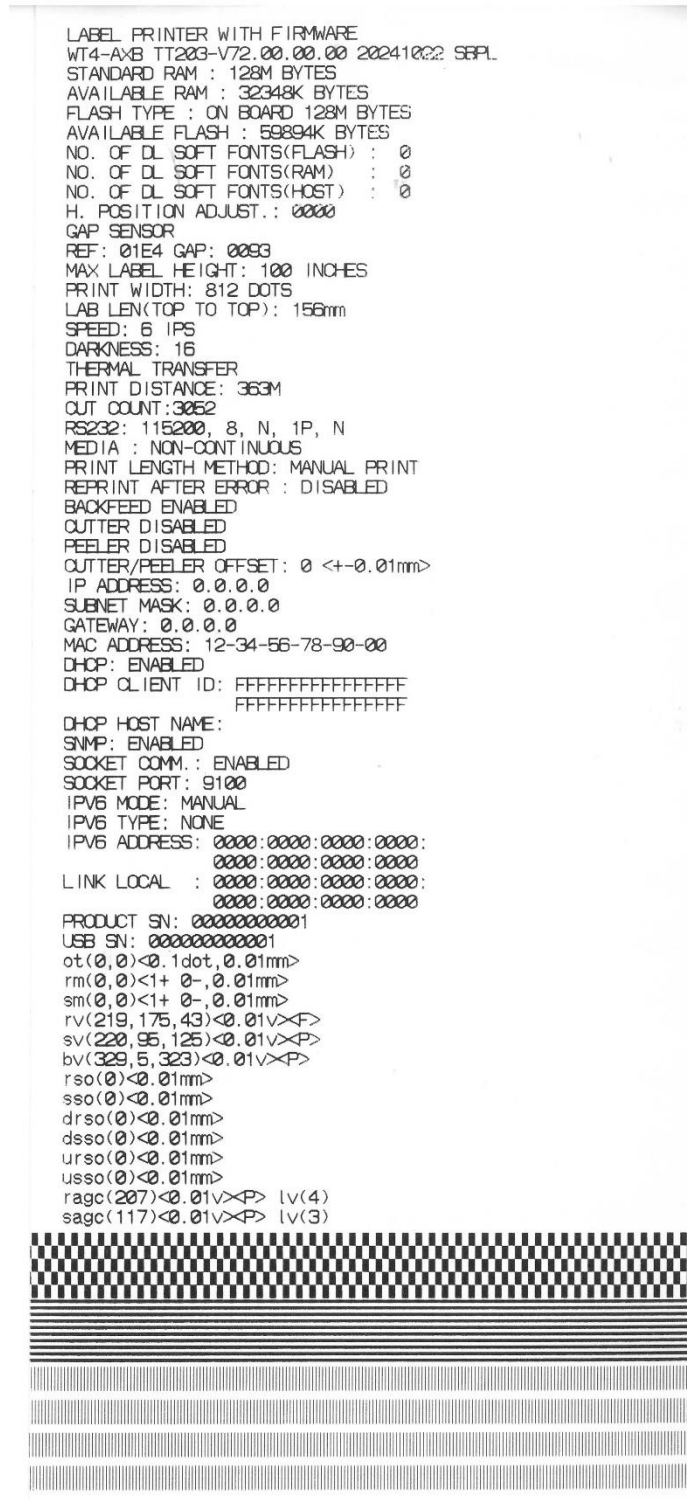 LABEL PRINTER WITH FIRMWARE
WT4-AXB TT203-V72.00.00.00 20241022 SBPL
STANDARD RAM : 128M BYTES
AVAILABLE RAM : 32348K BYTES
FLASH TYPE : ON BOARD 128M BYTES
AVAILABLE FLASH : 59894K BYTES
NO. OF DL SOFT FONTS(FLASH) : 0
NO. OF DL SOFT FONTS(RAM) : 0
NO. OF DL SOFT FONTS(HOST) : 0
H. POSITION ADJUST.: 0000
GAP SENSOR
REF: 01E4 GAP: 0093
MAX LABEL HEIGHT: 100 INCHES
PRINT WIDTH: 812 DOTS
LAB LEN(TOP TO TOP): 156mm
SPEED: 6 IPS
DARKNESS: 16
THERMAL TRANSFER
PRINT DISTANCE: 363M
CUT COUNT:3052
RS232: 115200, 8, N, 1P, N
MEDIA : NON-CONTINUOUS
PRINT LENGTH METHOD: MANUAL PRINT
REPRINT AFTER ERROR : DISABLED
BACKFEED ENABLED
CUTTER DISABLED
PEELER DISABLED
CUTTER/PEELER OFFSET: 0 <+-0.01mm>
IP ADDRESS: 0.0.0.0
SUBNET MASK: 0.0.0.0
GATEWAY: 0.0.0.0
MAC ADDRESS: 12-34-56-78-90-00
DHCP: ENABLED
DHCP CLIENT ID: FFFFFFFFFFFFFFFF
FFFFFFFFFFFFFFFF
DHCP HOST NAME:
SNMP: ENABLED
SOCKET COMM.: ENABLED
SOCKET PORT: 9100
IPV6 MODE: MANUAL
IPV6 TYPE: NONE
IPV6 ADDRESS: 0000:0000:0000:0000:
0000:0000:0000:0000
LINK LOCAL : 0000:0000:0000:0000:
0000:0000:0000:0000
PRODUCT SN: 00000000001
USB SN: 000000000001
ot(0,0)<0.1dot,0.01mm>
rm(0,0)<1+ 0-,0.01mm>
sm(0,0)<1+ 0-,0.01mm>
rv(219,175,43)<0.01v><F>
sv(220,95,125)<0.01v><P>
bv(329,5,323)<0.01v><P>
rso(0)<0.01mm>
sso(0)<0.01mm>
drso(0)<0.01mm>
dsso(0)<0.01mm>
urso(0)<0.01mm>
usso(0)<0.01mm>
ragc(207)<0.01v><P> lv(4)
sagc(117)<0.01v><P> lv(3)